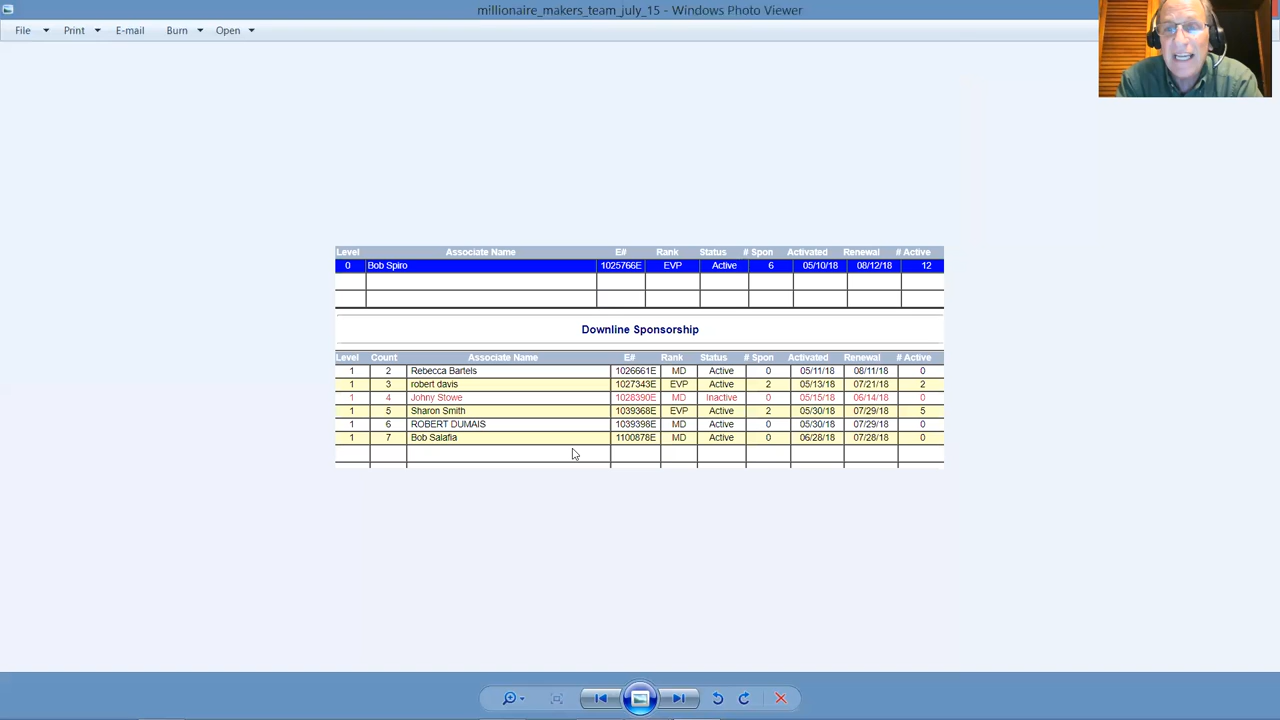 millionaire_makers_team_july_15 - Windows Photo Viewer
File Print E-mail Burn Open
Level Associate Name E# Rank Status # Spon Activated Renewal # Active
0 Bob Spiro 1025766E EVP Active 6 05/10/18 08/12/18 12
Downline Sponsorship
Level Count Associate Name E# Rank Status # Spon Activated Renewal # Active
1 2 Rebecca Bartels 1026661E MD Active 0 05/11/18 08/11/18 0
1 3 robert davis 1027343E EVP Active 2 05/13/18 07/21/18 2
1 4 Johny Stowe 1028390E MD Inactive 0 05/15/18 06/14/18 0
1 5 Sharon Smith 1039368E EVP Active 2 05/30/18 07/29/18 5
1 6 ROBERT DUMAIS 1039398E MD Active 0 05/30/18 07/29/18 0
1 7 Bob Salafia 1100878E MD Active 0 06/28/18 07/28/18 0